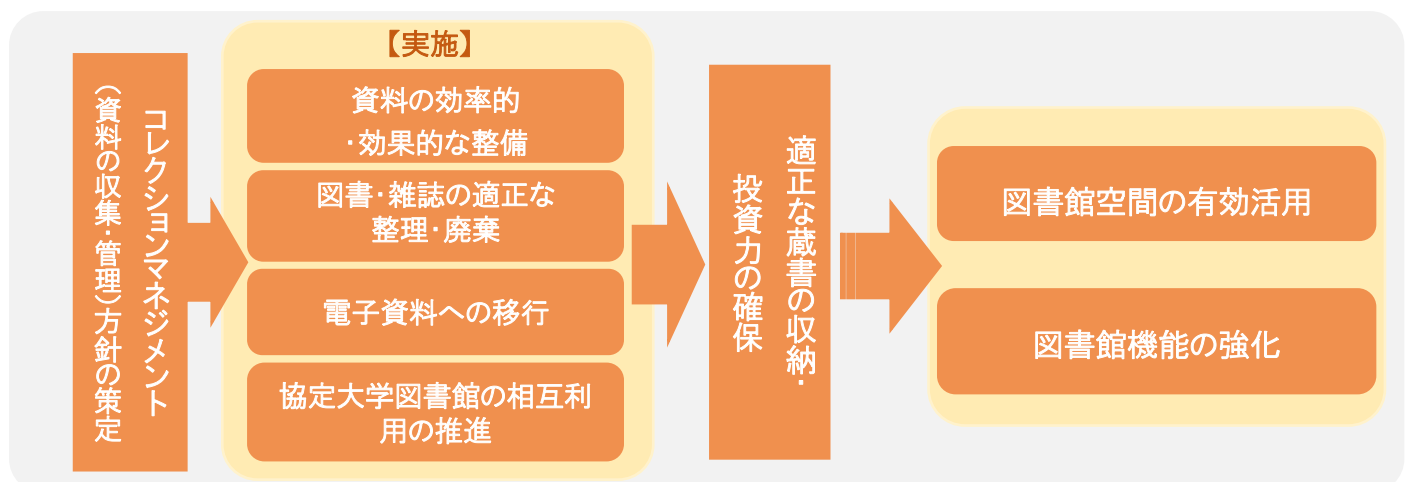 コレクションマネジメント
（資料の収集・管理）方針の策定
【実施】
資料の効率的
・効果的な整備
図書・雑誌の適正な
整理・廃棄
電子資料への移行
協定大学図書館の相互利
用の推進
適正な蔵書の収納・
投資力の確保
図書館空間の有効活用
図書館機能の強化